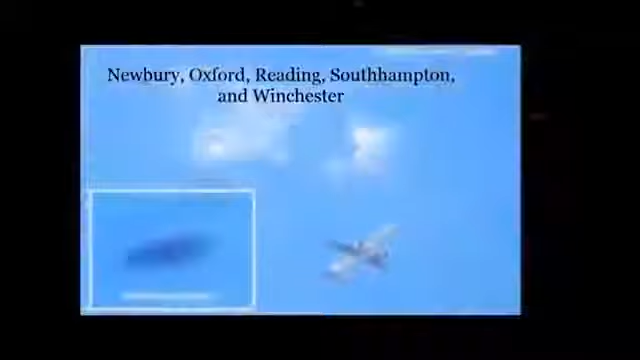 Newbury, Oxford, Reading, Southhampton,
and Winchester